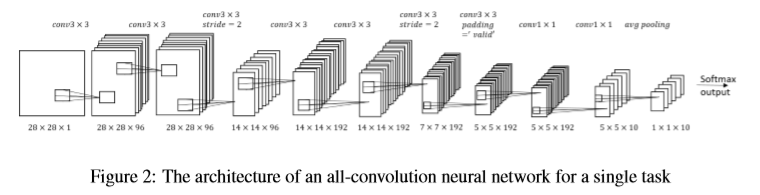 conv3 × 3
conv3 × 3
conv3 × 3
stride = 2
conv3 × 3
conv3 × 3
conv3 × 3
stride = 2
conv3 × 3
padding
=' valid'
conv1 × 1
conv1 × 1
avg pooling
Softmax
output
28 × 28 × 1
28 × 28 × 96
28 × 28 × 96
14 × 14 × 96
14 × 14 × 192
14 × 14 × 192
7 × 7 × 192
5 × 5 × 192
5 × 5 × 192
5 × 5 × 10
1 × 1 × 10
Figure 2: The architecture of an all-convolution neural network for a single task